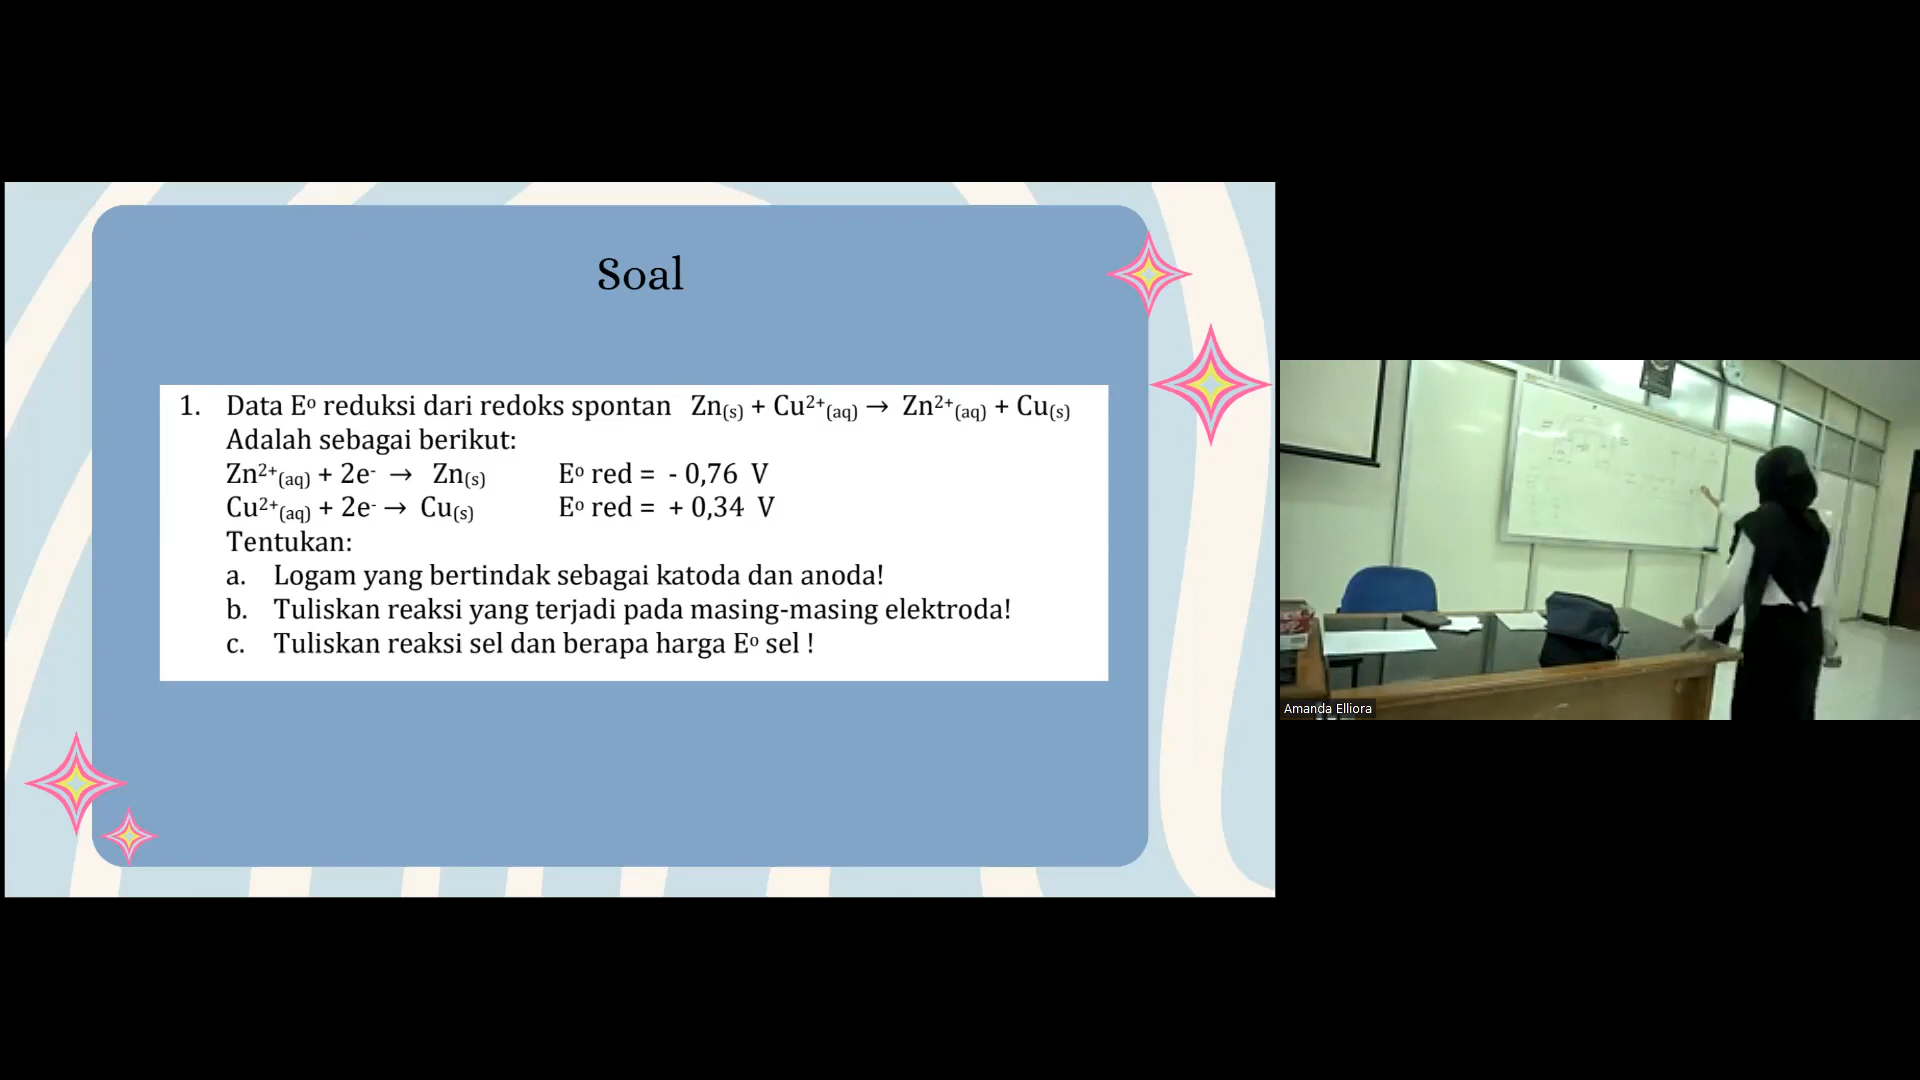 Soal
1. Data Eº reduksi dari redoks spontan Zn₍ₛ₎ + Cu²⁺₍aq₎ → Zn²⁺₍aq₎ + Cu₍ₛ₎
Adalah sebagai berikut:
Zn²⁺₍aq₎ + 2e⁻ → Zn₍ₛ₎ Eº red = - 0,76 V
Cu²⁺₍aq₎ + 2e⁻ → Cu₍ₛ₎ Eº red = + 0,34 V
Tentukan:
a. Logam yang bertindak sebagai katoda dan anoda!
b. Tuliskan reaksi yang terjadi pada masing-masing elektroda!
c. Tuliskan reaksi sel dan berapa harga Eº sel !
Amanda Elliora